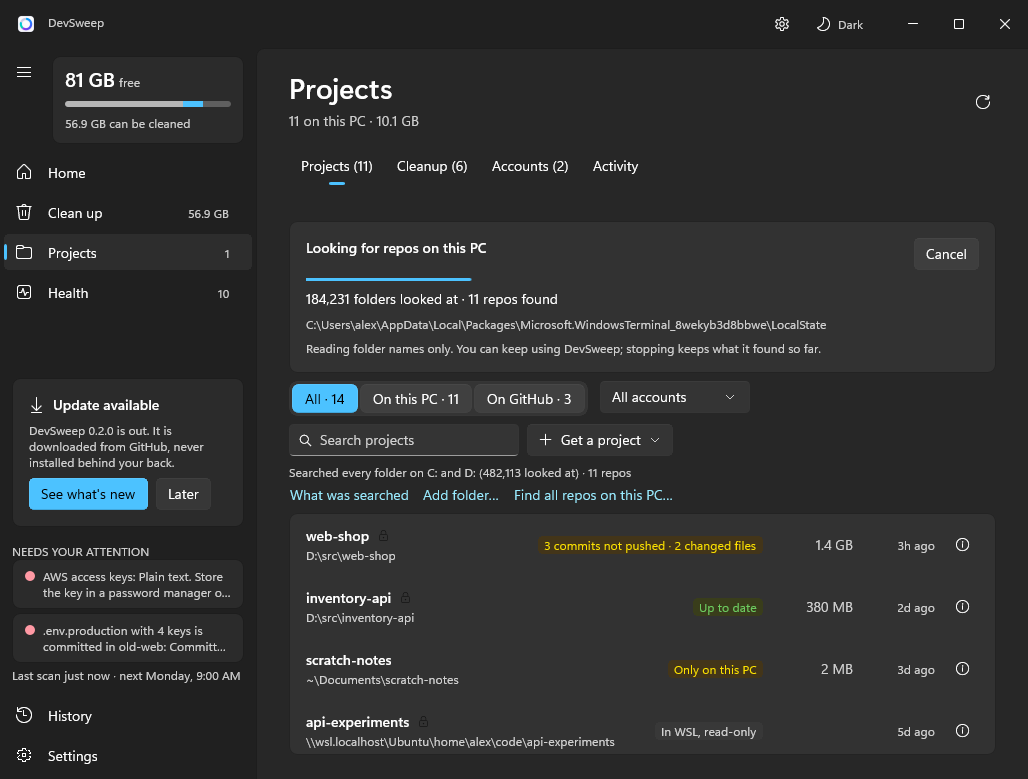 DevSweep
Dark
81 GB free
56.9 GB can be cleaned
Home
Clean up 56.9 GB
Projects 1
Health 10
Update available
DevSweep 0.2.0 is out. It is
downloaded from GitHub, never
installed behind your back.
See what's new
Later
NEEDS YOUR ATTENTION
AWS access keys: Plain text. Store
the key in a password manager o...
.env.production with 4 keys is
committed in old-web: Committ...
Last scan just now · next Monday, 9:00 AM
History
Settings
Projects
11 on this PC · 10.1 GB
Projects (11) Cleanup (6) Accounts (2) Activity
Looking for repos on this PC
Cancel
184,231 folders looked at · 11 repos found
C:\Users\alex\AppData\Local\Packages\Microsoft.WindowsTerminal_8wekyb3d8bbwe\LocalState
Reading folder names only. You can keep using DevSweep; stopping keeps what it found so far.
All · 14 On this PC · 11 On GitHub · 3 All accounts
Search projects Get a project
Searched every folder on C: and D: (482,113 looked at) · 11 repos
What was searched Add folder... Find all repos on this PC...
web-shop
D:\src\web-shop
3 commits not pushed · 2 changed files 1.4 GB 3h ago
inventory-api
D:\src\inventory-api
Up to date 380 MB 2d ago
scratch-notes
~\Documents\scratch-notes
Only on this PC 2 MB 3d ago
api-experiments
\\wsl.localhost\Ubuntu\home\alex\code\api-experiments
In WSL, read-only 5d ago